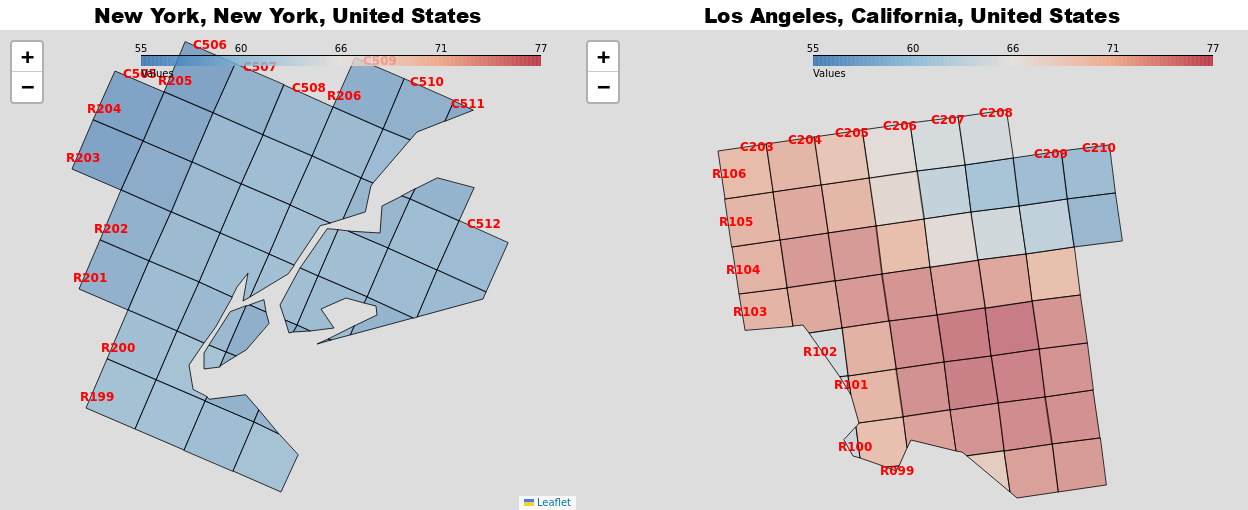 New York, New York, United States
Los Angeles, California, United States
+
−
55 60 66 71 77
Values
C505
C506
C507
C508
C509
C510
C511
C512
R206
R205
R204
R203
R202
R201
R200
R199
Leaflet
+
−
55 60 66 71 77
Values
C203
C204
C205
C206
C207
C208
C209
C210
R106
R105
R104
R103
R102
R101
R100
R099